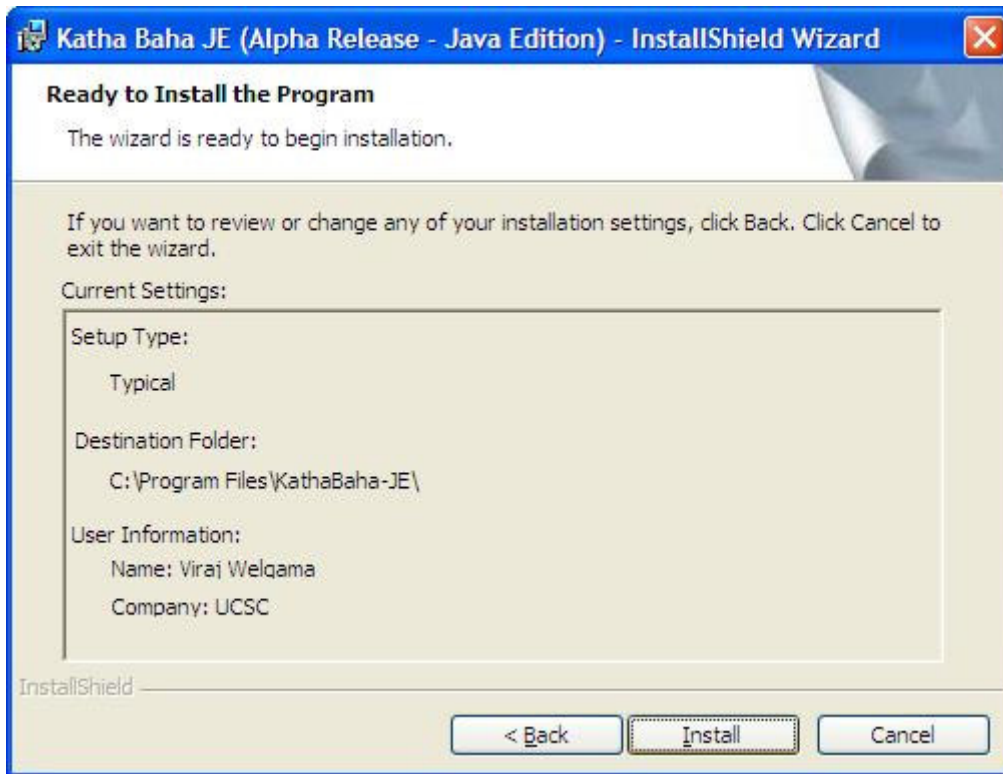 Katha Baha JE (Alpha Release - Java Edition) - InstallShield Wizard
Ready to Install the Program
The wizard is ready to begin installation.
If you want to review or change any of your installation settings, click Back. Click Cancel to
exit the wizard.
Current Settings:
Setup Type:
Typical
Destination Folder:
C:\Program Files\KathaBaha-JE\
User Information:
Name: Viraj Welgama
Company: UCSC
InstallShield
< Back
Install
Cancel